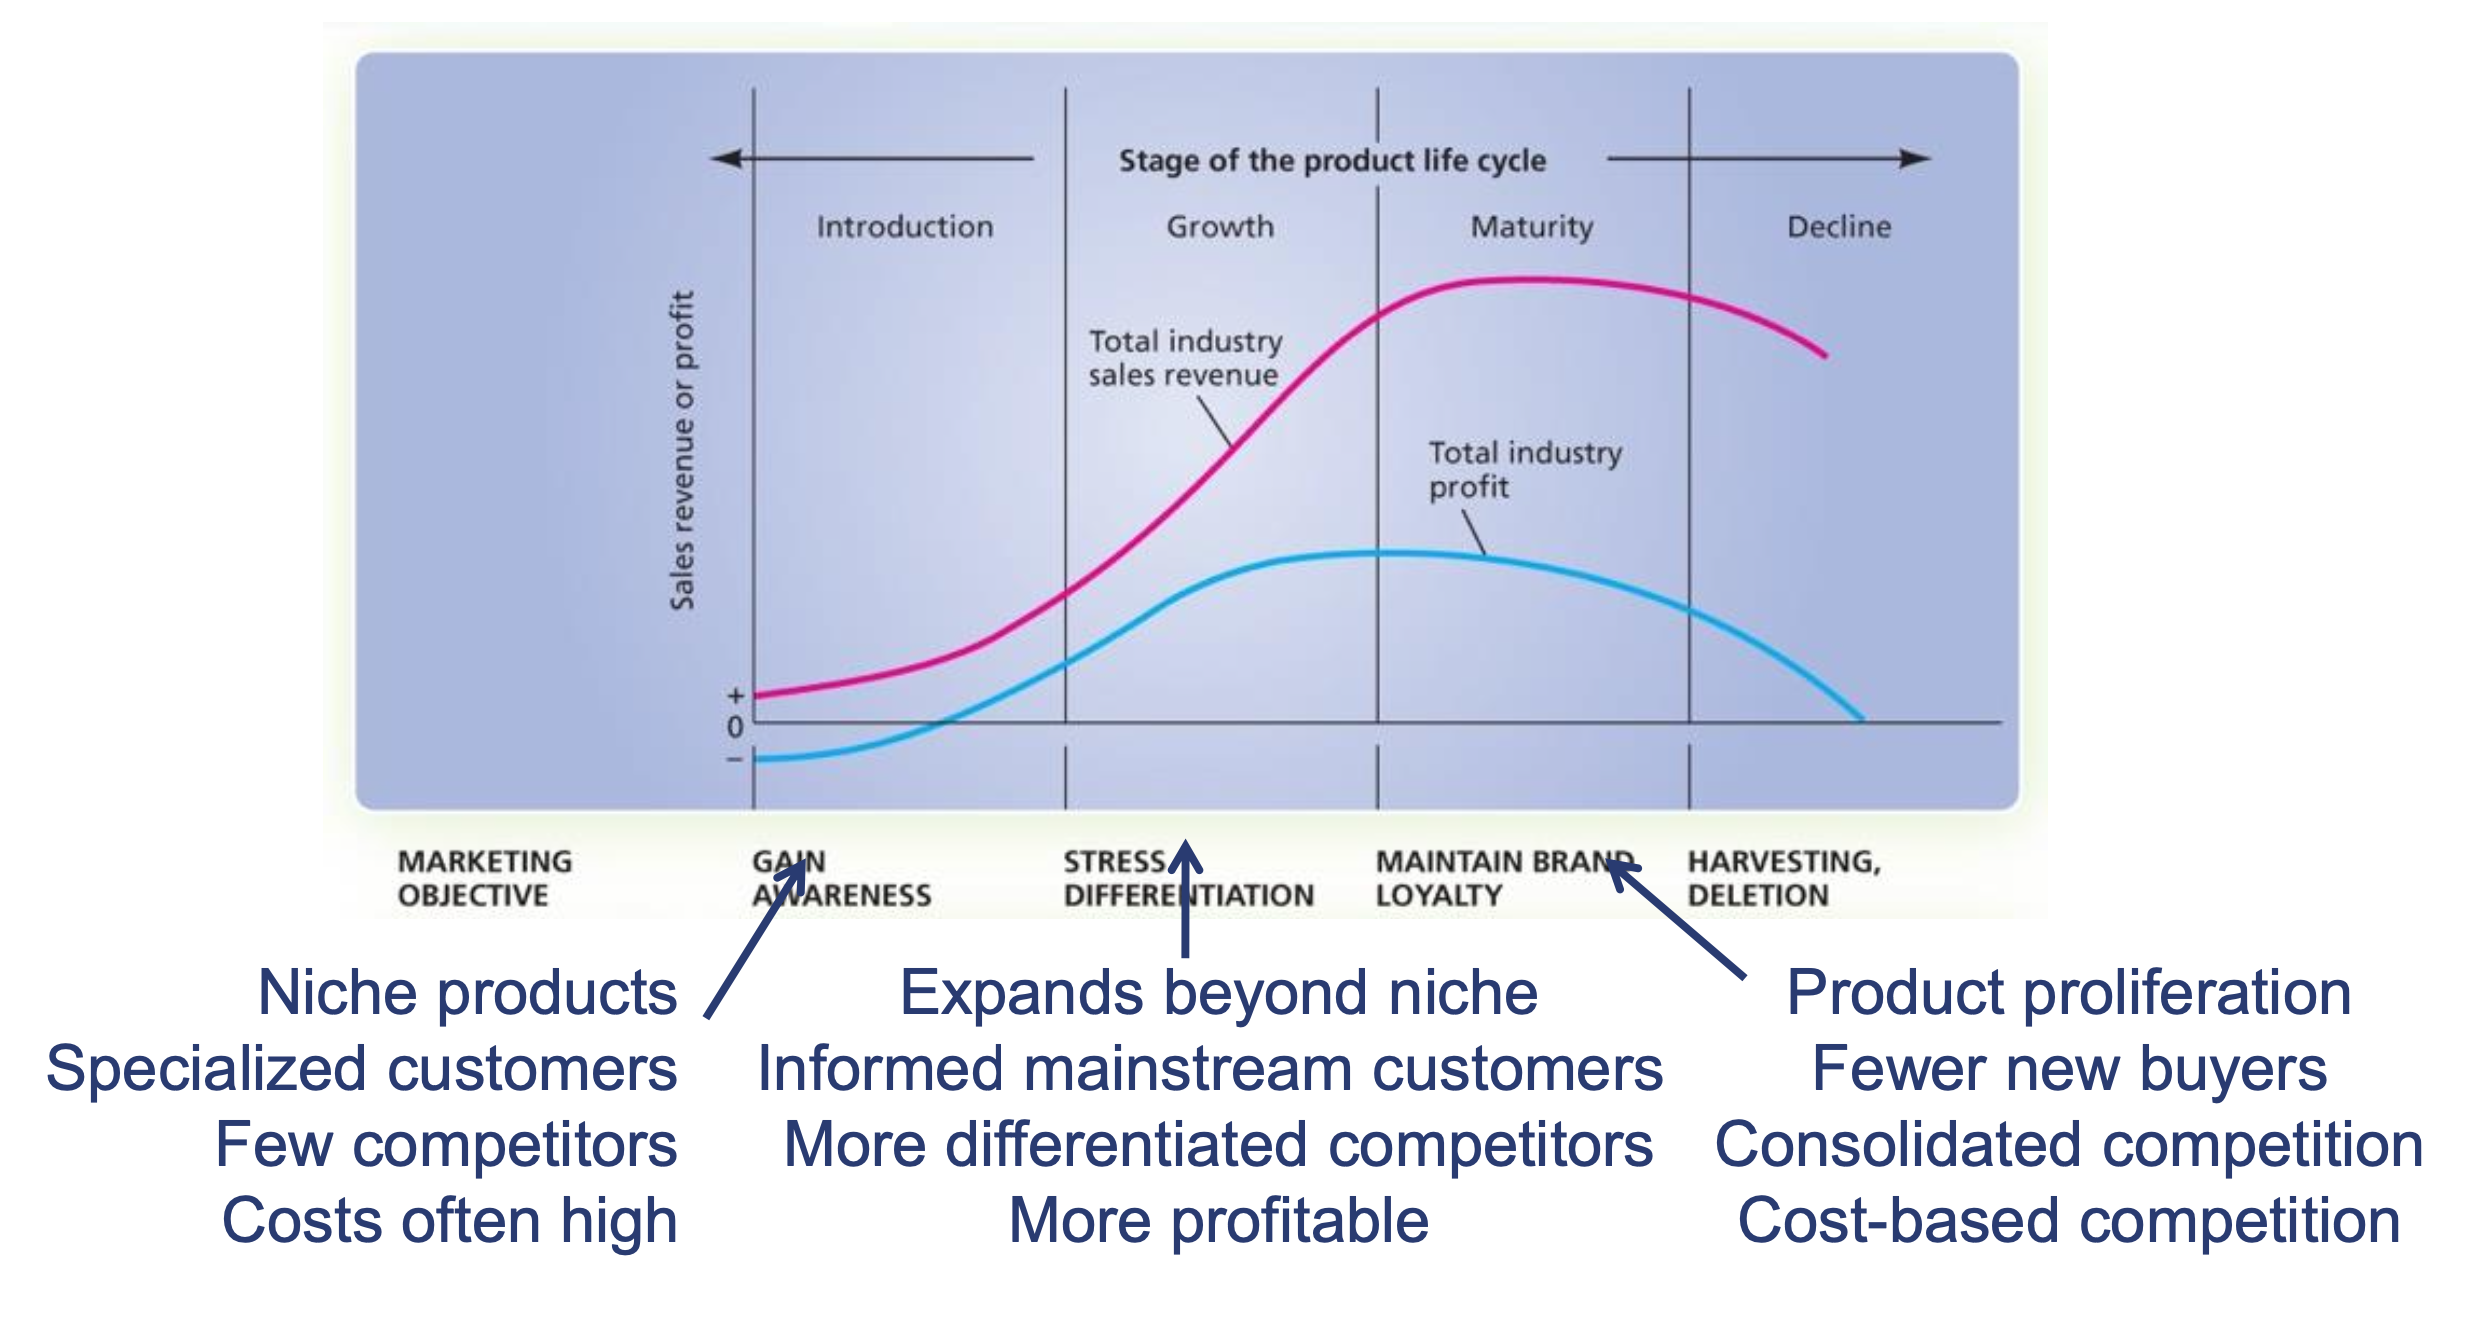 Stage of the product life cycle
Introduction
Growth
Maturity
Decline
Sales revenue or profit
Total industry
sales revenue
Total industry
profit
+
0
–
MARKETING
OBJECTIVE
GAIN
AWARENESS
STRESS
DIFFERENTIATION
MAINTAIN BRAND
LOYALTY
HARVESTING,
DELETION
Niche products
Specialized customers
Few competitors
Costs often high
Expands beyond niche
Informed mainstream customers
More differentiated competitors
More profitable
Product proliferation
Fewer new buyers
Consolidated competition
Cost-based competition